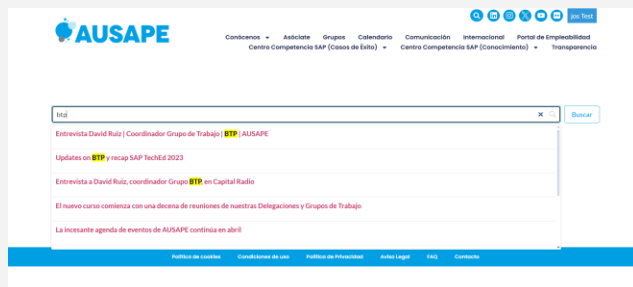 Jos Test
AUSAPE
Conócenos Asóciate Grupos Calendario Comunicación Internacional Portal de Empleabilidad
Centro Competencia SAP (Casos de Éxito) Centro Competencia SAP (Conocimiento) Transparencia
btp
Buscar
Entrevista David Ruiz | Coordinador Grupo de Trabajo | BTP | AUSAPE
Updates on BTP y recap SAP TechEd 2023
Entrevista a David Ruiz, coordinador Grupo BTP, en Capital Radio
El nuevo curso comienza con una decena de reuniones de nuestras Delegaciones y Grupos de Trabajo
La incesante agenda de eventos de AUSAPE continúa en abril
Política de cookies Condiciones de uso Política de Privacidad Aviso Legal FAQ Contacto